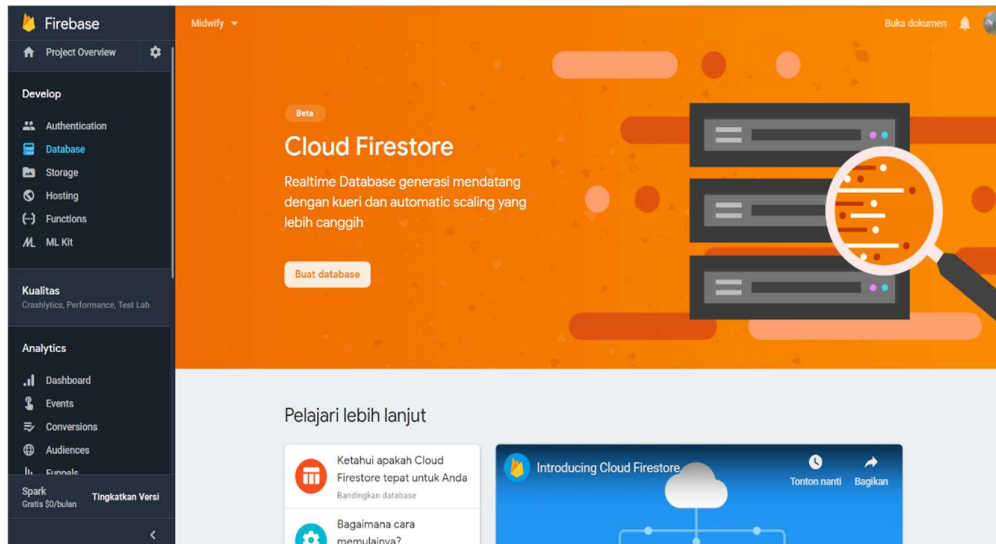 Firebase
Project Overview
Develop
Authentication
Database
Storage
Hosting
Functions
ML Kit
Kualitas
Crashlytics, Performance, Test Lab
Analytics
Dashboard
Events
Conversions
Audiences
Funnels
Spark
Gratis $0/bulan
Tingkatkan Versi
Midwify
Buka dokumen
Beta
Cloud Firestore
Realtime Database generasi mendatang
dengan kueri dan automatic scaling yang
lebih canggih
Buat database
Pelajari lebih lanjut
Ketahui apakah Cloud
Firestore tepat untuk Anda
Bandingkan database
Bagaimana cara
memulainya?
Introducing Cloud Firestore
Tonton nanti
Bagikan